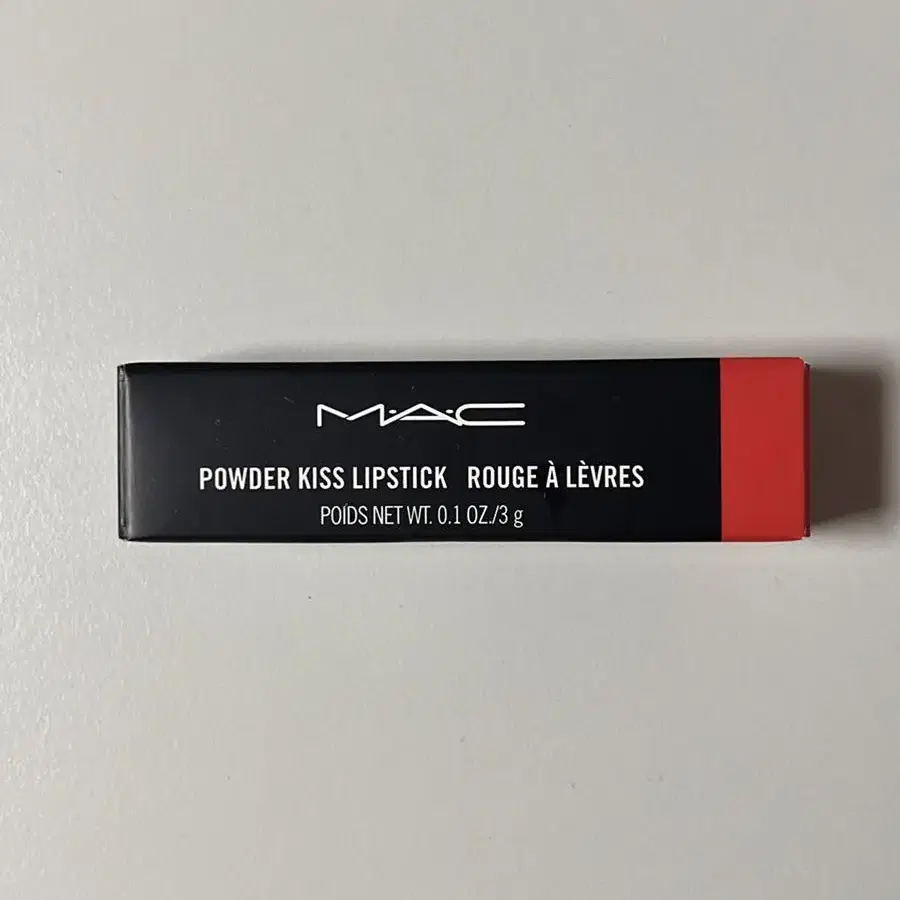 M·A·C
POWDER KISS LIPSTICK ROUGE À LÈVRES
POIDS NET WT. 0.1 OZ./3 g